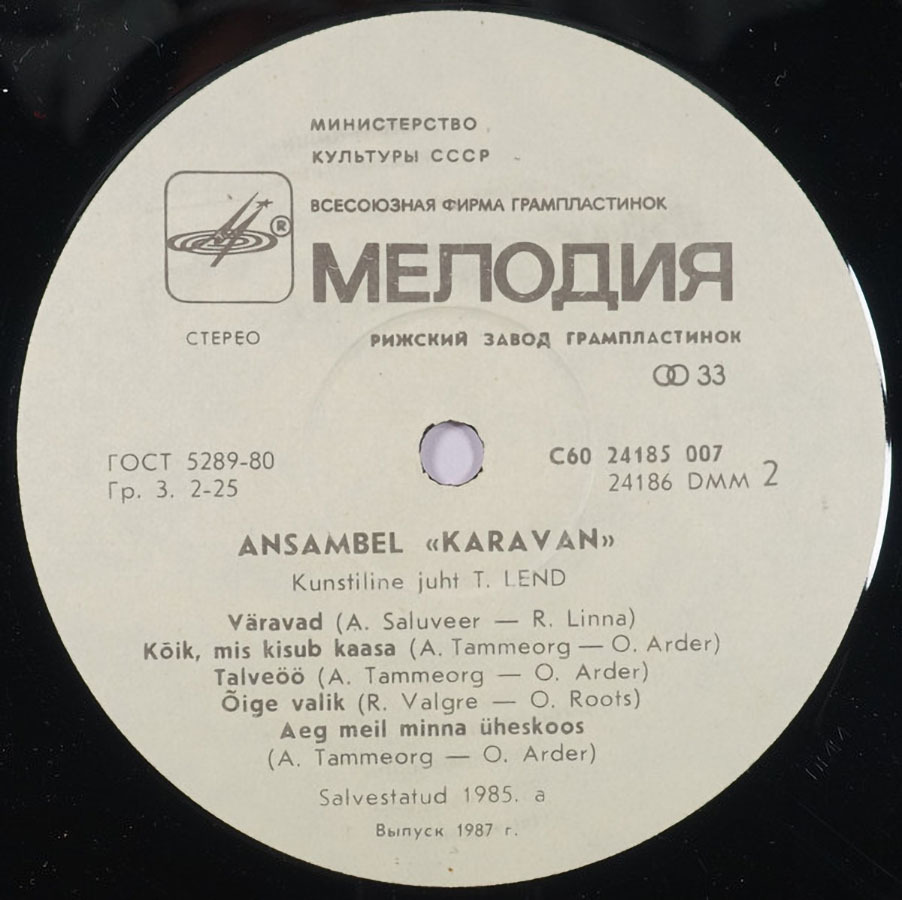 МИНИСТЕРСТВО
КУЛЬТУРЫ СССР
ВСЕСОЮЗНАЯ ФИРМА ГРАМПЛАСТИНОК
®
МЕЛОДИЯ
СТЕРЕО
РИЖСКИЙ ЗАВОД ГРАМПЛАСТИНОК
33
ГОСТ 5289-80
Гр. 3. 2-25
С60 24185 007
24186 DMM 2
ANSAMBEL «KARAVAN»
Kunstiline juht T. LEND
Väravad (A. Saluveer — R. Linna)
Kõik, mis kisub kaasa (A. Tammeorg — O. Arder)
Talveöö (A. Tammeorg — O. Arder)
Õige valik (R. Valgre — O. Roots)
Aeg meil minna üheskoos
(A. Tammeorg — O. Arder)
Salvestatud 1985. a
Выпуск 1987 г.